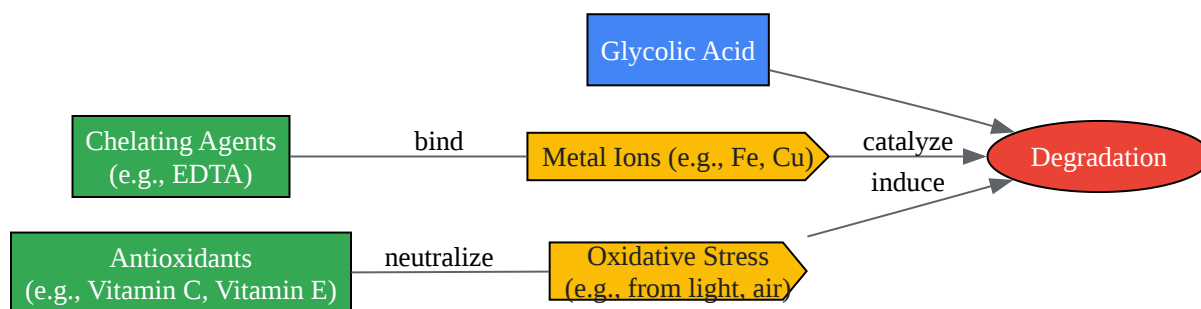 Glycolic Acid
Chelating Agents
(e.g., EDTA)
bind
Metal Ions (e.g., Fe, Cu)
catalyze
Degradation
induce
Antioxidants
(e.g., Vitamin C, Vitamin E)
neutralize
Oxidative Stress
(e.g., from light, air)